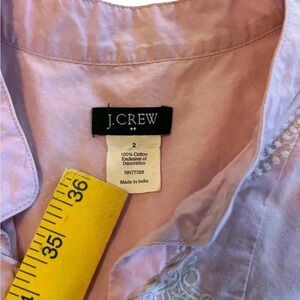 J.CREW
2
100% Cotton
Exclusive of
Decoration
RN77388
Made in India
36
35